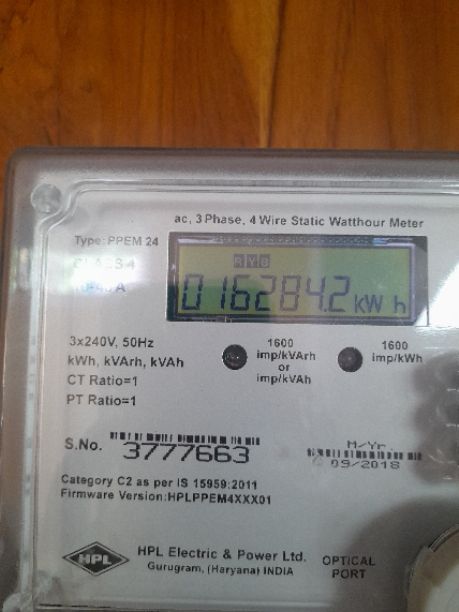 ac, 3 Phase, 4 Wire Static Watthour Meter
Type: PPEM 24
CLASS 1
A
R Y B
016284.2 kW h
3x240V, 50Hz
kWh, kVArh, kVAh
CT Ratio=1
PT Ratio=1
1600
imp/kVArh
or
imp/kVAh
1600
imp/kWh
S.No. 3777663
M/Yr.
09/2018
Category C2 as per IS 15959:2011
Firmware Version:HPLPPEM4XXX01
HPL
HPL Electric & Power Ltd.
Gurugram, (Haryana) INDIA
OPTICAL
PORT